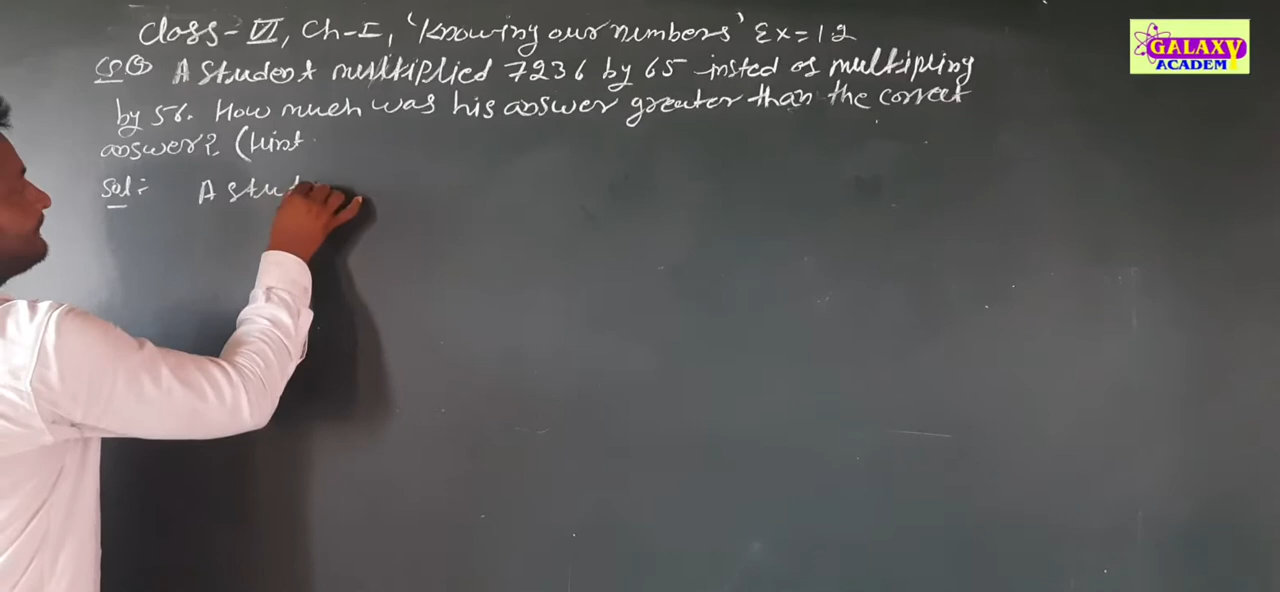 Class-VI, Ch-I, 'Knowing our numbers' Ex=1.2
A Student multiplied 7236 by 65 insted of multipling
by 56. How much was his answer greater than the correct
answer? (Hint
Sol:
A stud
GALAXY
ACADEM